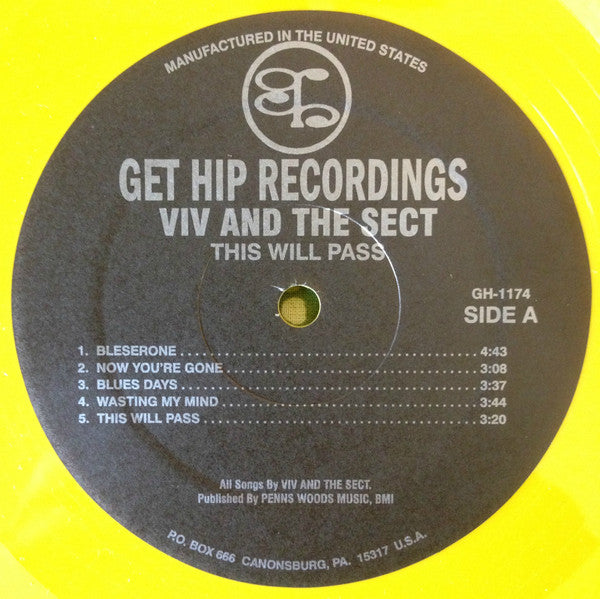 MANUFACTURED IN THE UNITED STATES
gh
GET HIP RECORDINGS
VIV AND THE SECT
THIS WILL PASS
GH-1174
SIDE A
1. BLESERONE 4:43
2. NOW YOU'RE GONE 3:08
3. BLUES DAYS 3:37
4. WASTING MY MIND 3:44
5. THIS WILL PASS 3:20
All Songs By VIV AND THE SECT.
Published By PENNS WOODS MUSIC, BMI
P.O. BOX 666 CANONSBURG, PA. 15317 U.S.A.